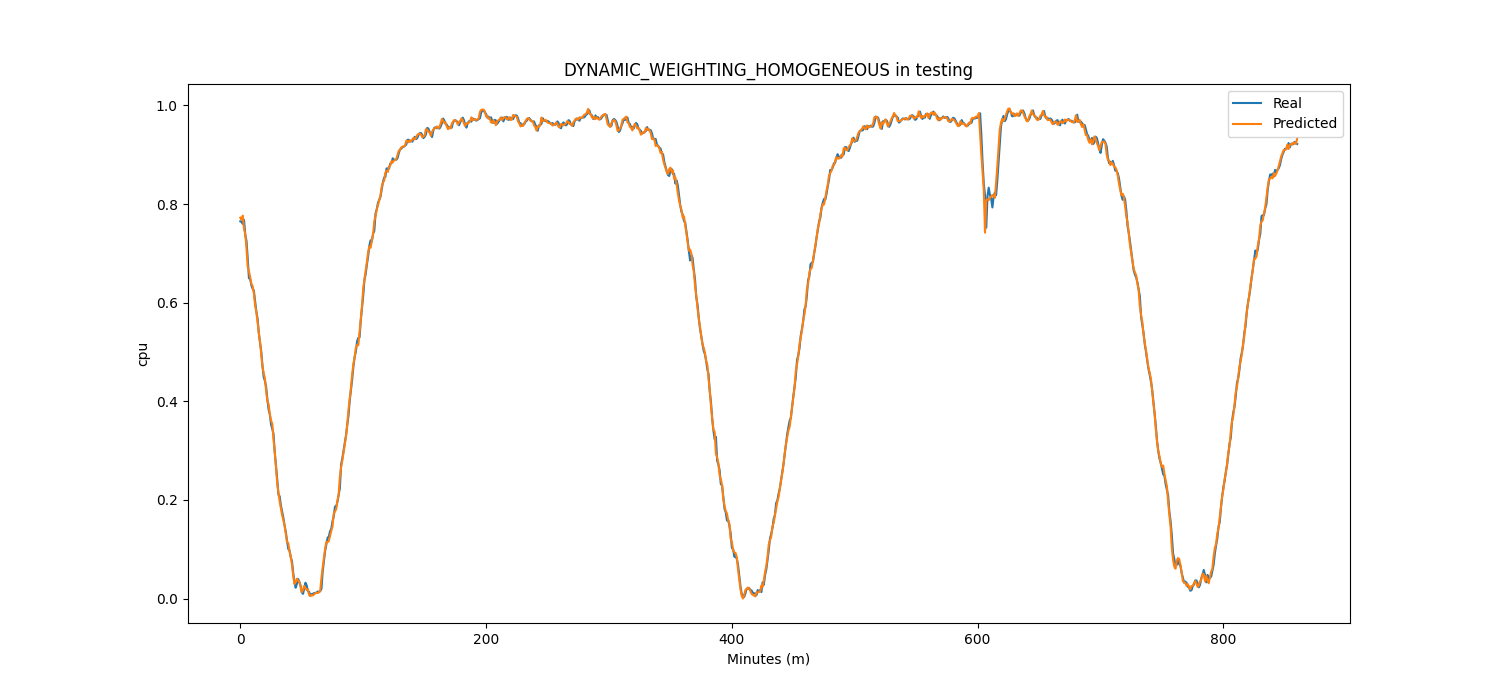 DYNAMIC_WEIGHTING_HOMOGENEOUS in testing
Real
Predicted
1.0
0.8
0.6
0.4
0.2
0.0
cpu
0 200 400 600 800
Minutes (m)